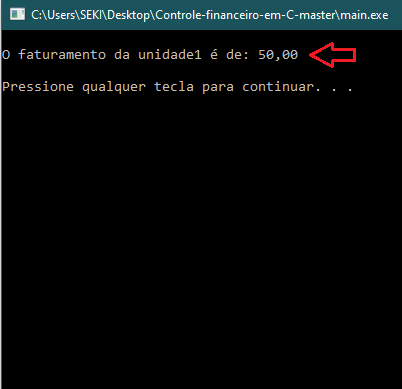 C:\Users\SEKI\Desktop\Controle-financeiro-em-C-master\main.exe
O faturamento da unidade1 é de: 50,00
Pressione qualquer tecla para continuar. . .